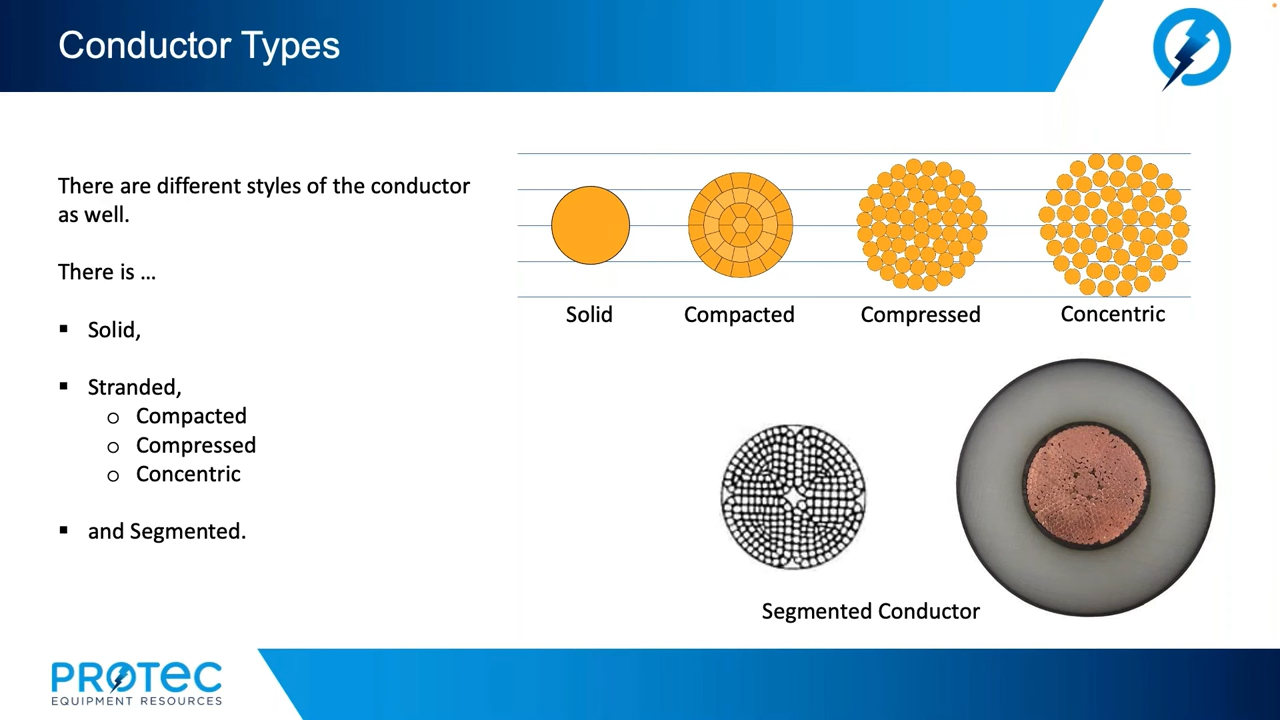 Conductor Types
There are different styles of the conductor
as well.
There is ...
▪ Solid,
▪ Stranded,
o Compacted
o Compressed
o Concentric
▪ and Segmented.
Solid
Compacted
Compressed
Concentric
Segmented Conductor
PROTEC
EQUIPMENT RESOURCES